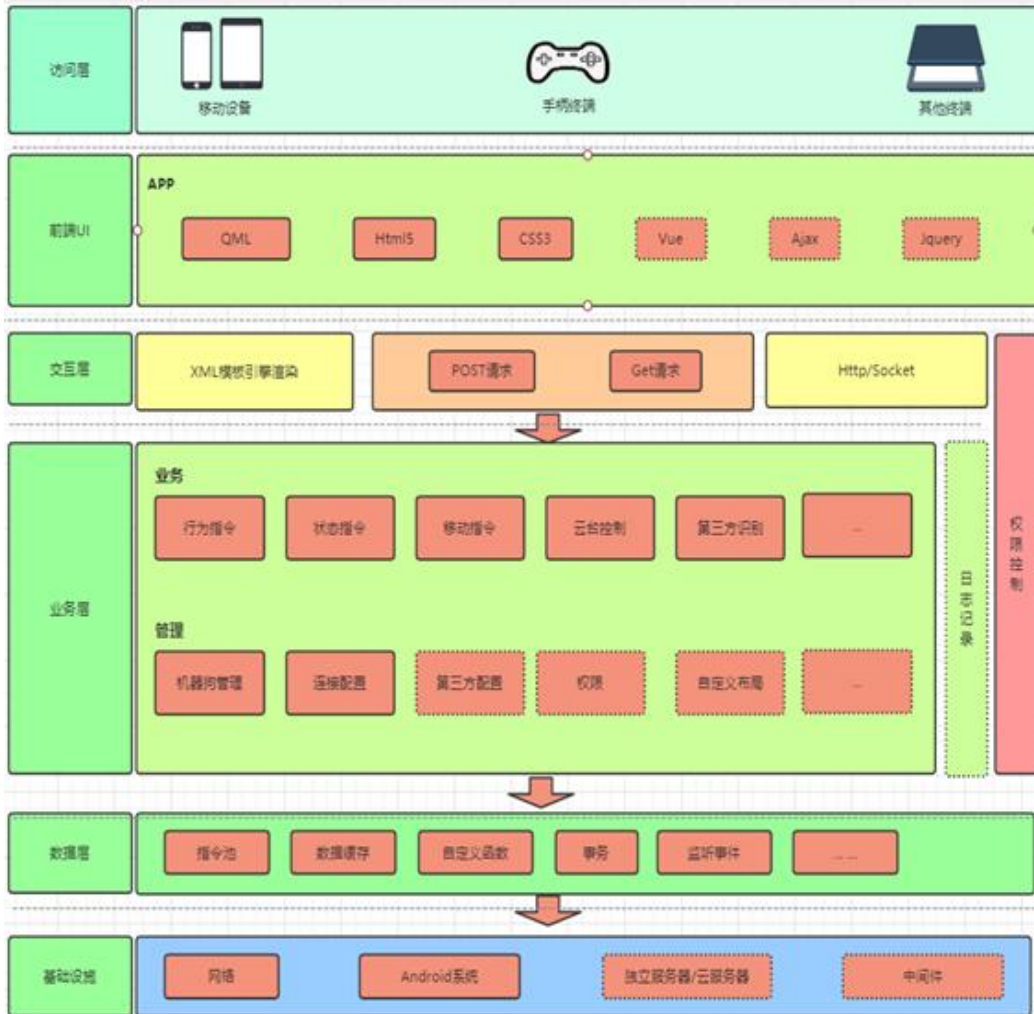 访问层
移动设备
手柄终端
其他终端
前端UI
APP
QML
Html5
CSS3
Vue
Ajax
Jquery
交互层
XML模板引擎渲染
POST请求
Get请求
Http/Socket
权限控制
业务层
业务
行为指令
状态指令
移动指令
云台控制
第三方识别
...
管理
机器狗管理
连接配置
第三方配置
权限
自定义布局
...
日志记录
数据层
指令池
数据缓存
自定义函数
事务
监听事件
... ...
基础设施
网络
Android系统
独立服务器/云服务器
中间件